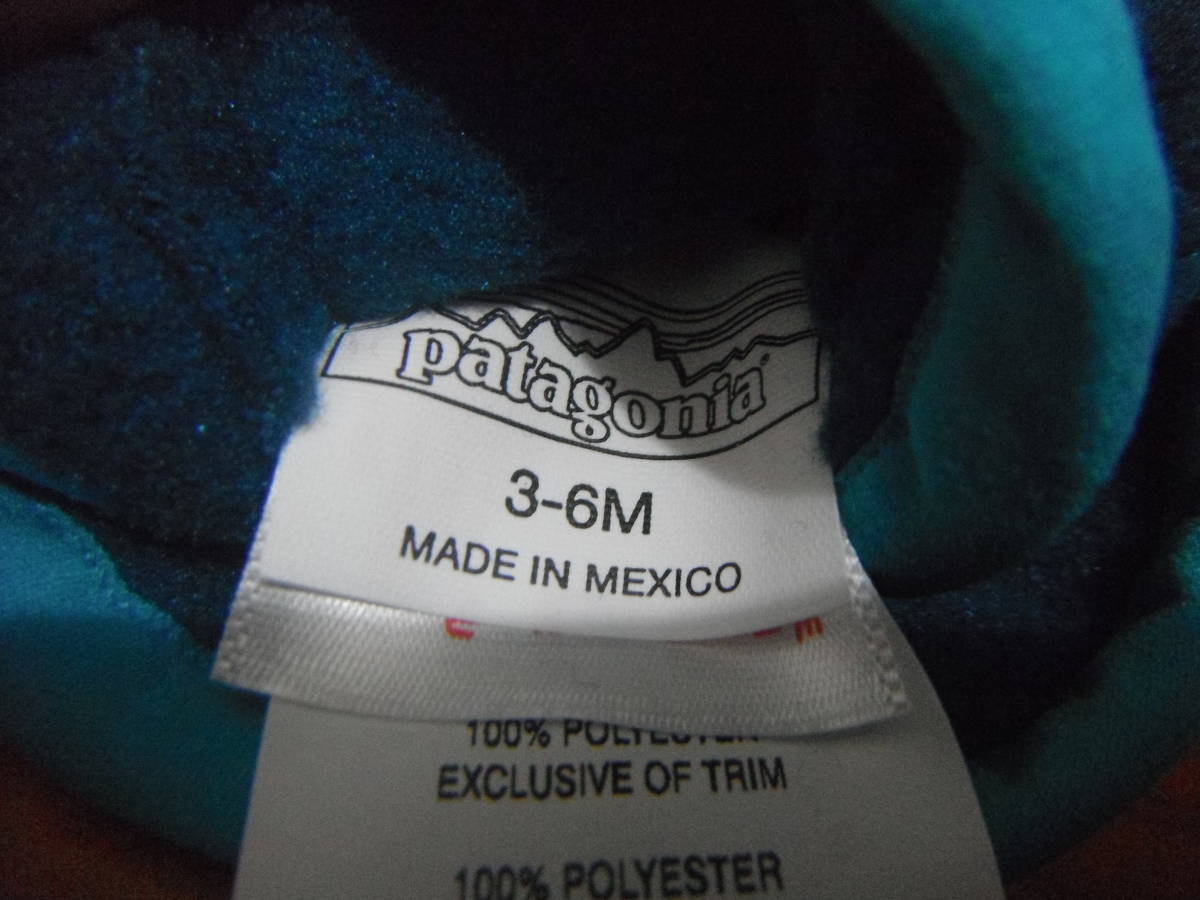 patagonia®
3-6M
MADE IN MEXICO
100% POLYESTER
EXCLUSIVE OF TRIM
100% POLYESTER